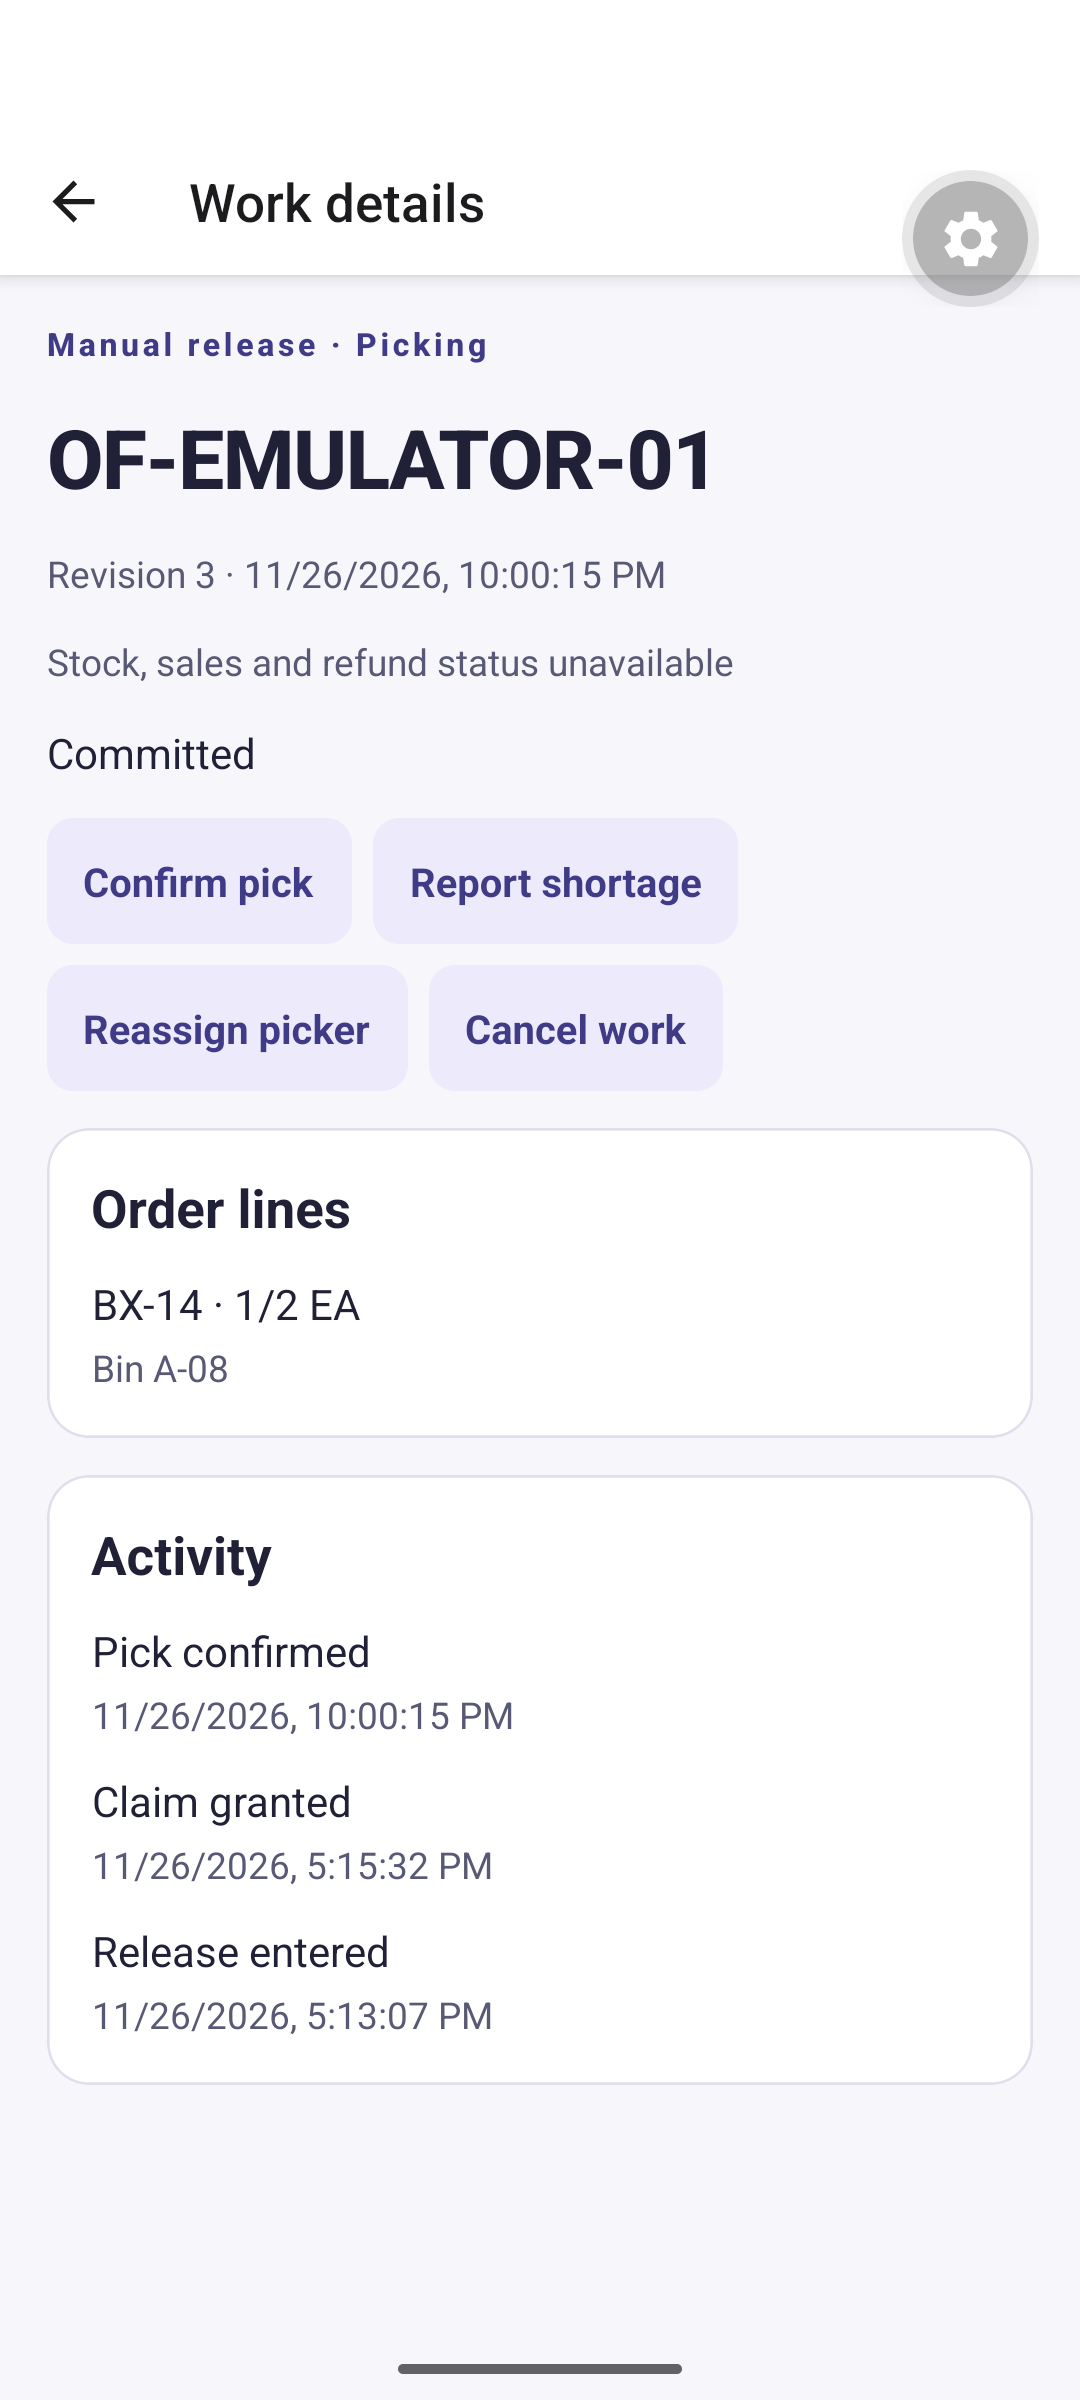 Work details
Manual release · Picking
OF-EMULATOR-01
Revision 3 · 11/26/2026, 10:00:15 PM
Stock, sales and refund status unavailable
Committed
Confirm pick
Report shortage
Reassign picker
Cancel work
Order lines
BX-14 · 1/2 EA
Bin A-08
Activity
Pick confirmed
11/26/2026, 10:00:15 PM
Claim granted
11/26/2026, 5:15:32 PM
Release entered
11/26/2026, 5:13:07 PM